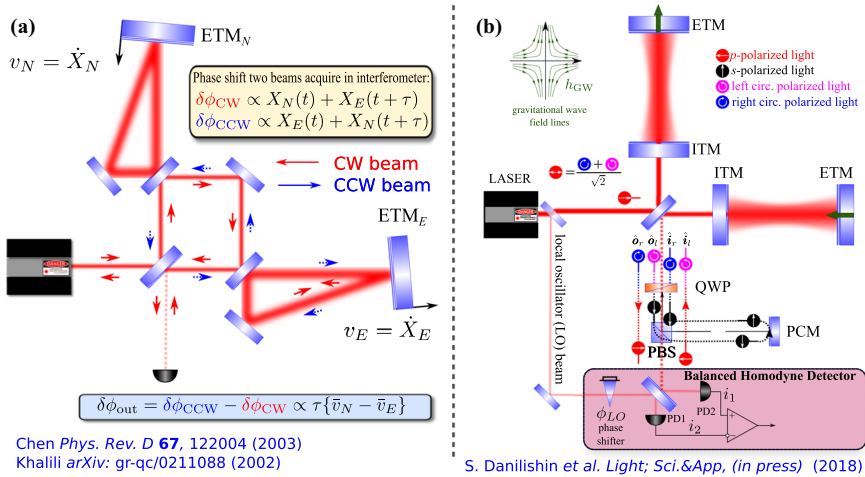 (a)
ETM_N
v_N = Ẋ_N
Phase shift two beams acquire in interferometer:
δϕ_CW ∝ X_N(t) + X_E(t + τ)
δϕ_CCW ∝ X_E(t) + X_N(t + τ)
CW beam
CCW beam
ETM_E
v_E = Ẋ_E
δϕ_out = δϕ_CCW − δϕ_CW ∝ τ{v̄_N − v̄_E}
Chen Phys. Rev. D 67, 122004 (2003)
Khalili arXiv: gr-qc/0211088 (2002)
(b)
ETM
h_GW
gravitational wave
field lines
p-polarized light
s-polarized light
left circ. polarized light
right circ. polarized light
ITM
LASER
= + / √2
p
ITM
ETM
local oscillator (LO) beam
ô_r ô_l î_r î_l
QWP
PBS
PCM
Balanced Homodyne Detector
ϕ_LO
phase
shifter
PD1
PD2
i_1
i_2
S. Danilishin et al. Light; Sci.&App, (in press) (2018)